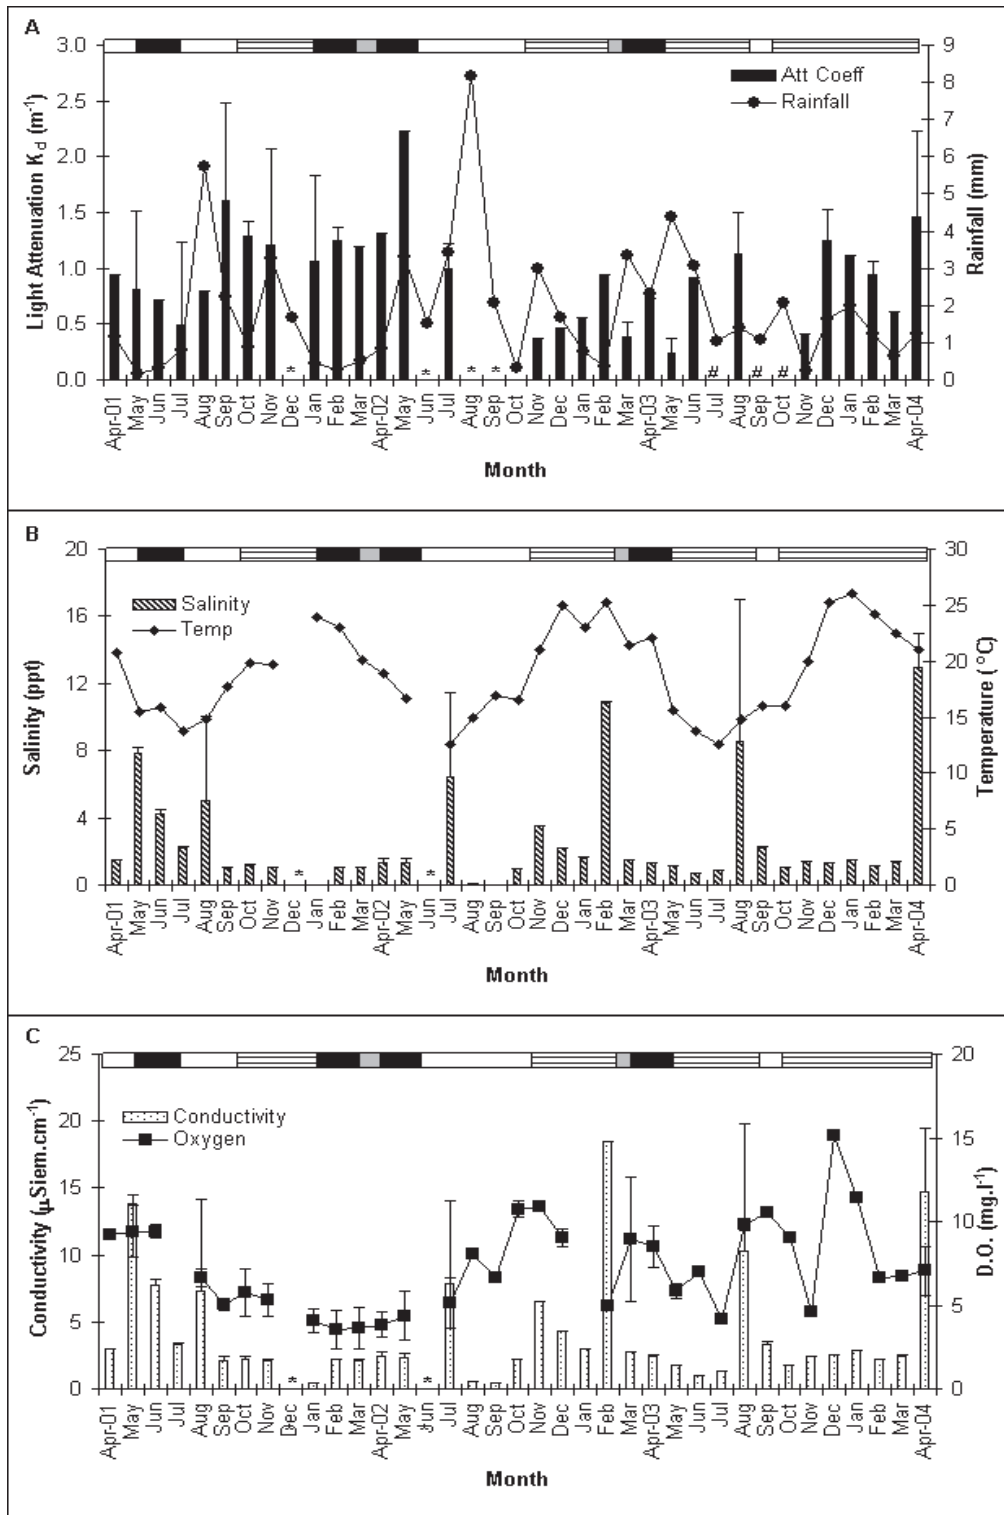 A
3.0
2.5
2.0
1.5
1.0
0.5
0.0
Light Attenuation Kd (m-1)
Att Coeff
Rainfall
9
8
7
6
5
4
3
2
1
0
Rainfall (mm)
* * * * # # #
Apr-01 May Jun Jul Aug Sep Oct Nov Dec Jan Feb Mar Apr-02 May Jun Jul Aug Sep Oct Nov Dec Jan Feb Mar Apr-03 May Jun Jul Aug Sep Oct Nov Dec Jan Feb Mar Apr-04
Month
B
20
16
12
8
4
0
Salinity (ppt)
Salinity
Temp
30
25
20
15
10
5
0
Temperature (°C)
* *
Apr-01 May Jun Jul Aug Sep Oct Nov Dec Jan Feb Mar Apr-02 May Jun Jul Aug Sep Oct Nov Dec Jan Feb Mar Apr-03 May Jun Jul Aug Sep Oct Nov Dec Jan Feb Mar Apr-04
Month
C
25
20
15
10
5
0
Conductivity (µSiem.cm-1)
Conductivity
Oxygen
20
15
10
5
0
D.O. (mg.l-1)
* *
Apr-01 May Jun Jul Aug Sep Oct Nov Dec Jan Feb Mar Apr-02 May Jun Jul Aug Sep Oct Nov Dec Jan Feb Mar Apr-03 May Jun Jul Aug Sep Oct Nov Dec Jan Feb Mar Apr-04
Month